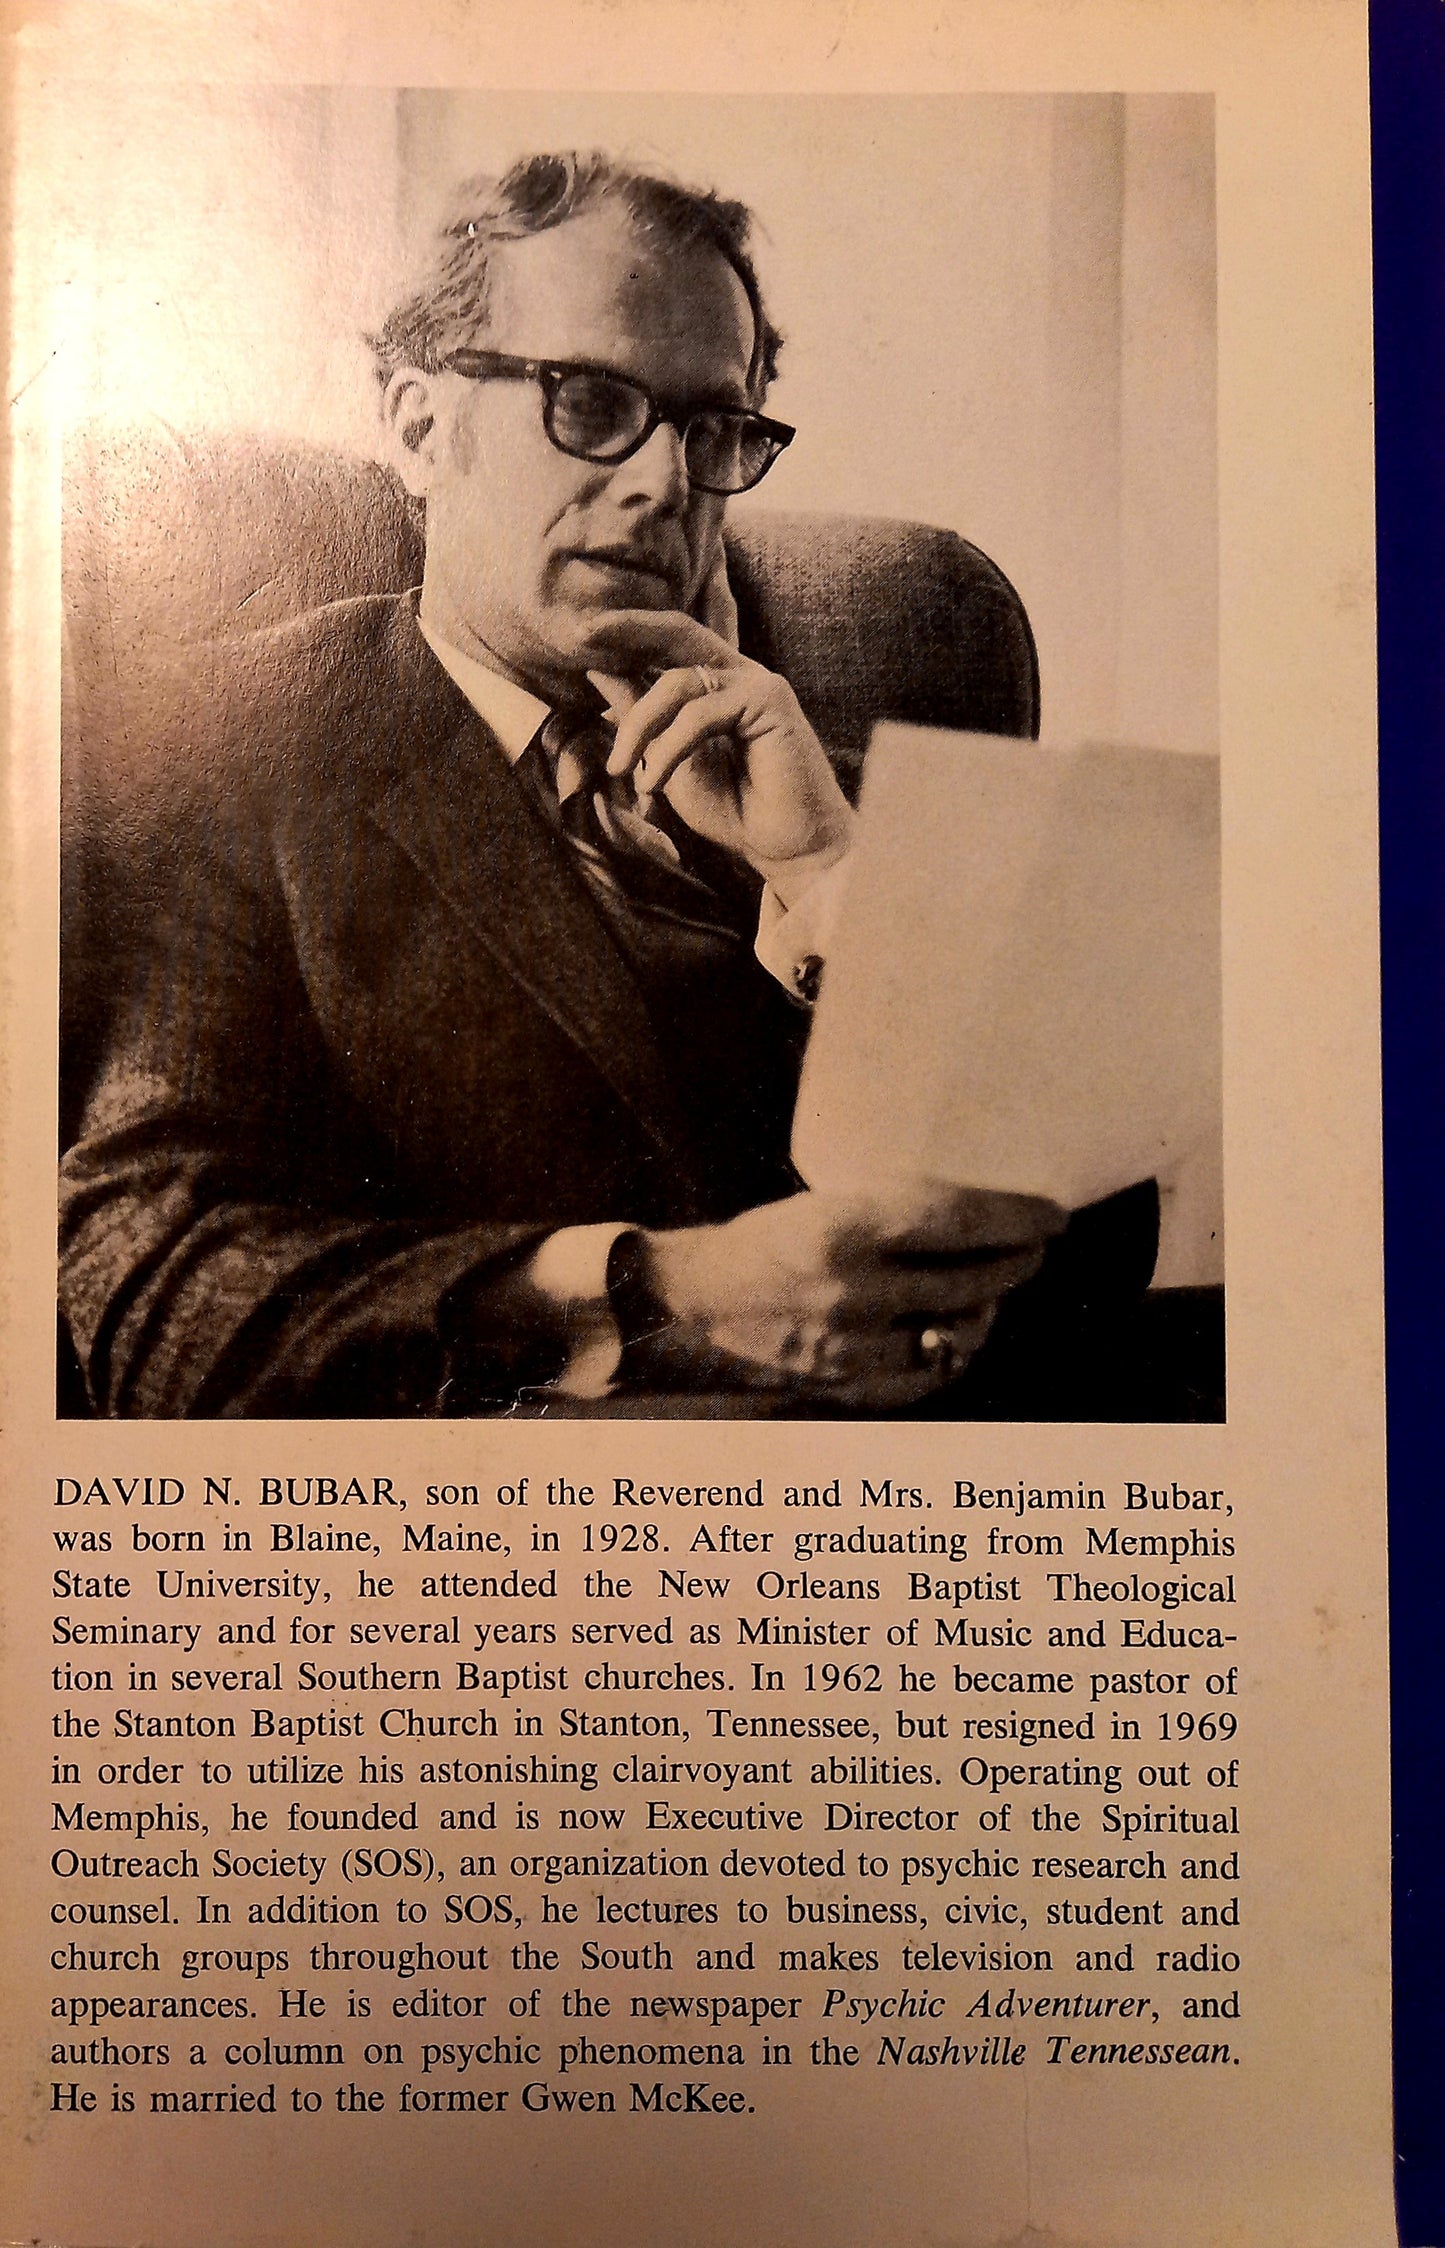 DAVID N. BUBAR, son of the Reverend and Mrs. Benjamin Bubar,
was born in Blaine, Maine, in 1928. After graduating from Memphis
State University, he attended the New Orleans Baptist Theological
Seminary and for several years served as Minister of Music and Educa-
tion in several Southern Baptist churches. In 1962 he became pastor of
the Stanton Baptist Church in Stanton, Tennessee, but resigned in 1969
in order to utilize his astonishing clairvoyant abilities. Operating out of
Memphis, he founded and is now Executive Director of the Spiritual
Outreach Society (SOS), an organization devoted to psychic research and
counsel. In addition to SOS, he lectures to business, civic, student and
church groups throughout the South and makes television and radio
appearances. He is editor of the newspaper Psychic Adventurer, and
authors a column on psychic phenomena in the Nashville Tennessean.
He is married to the former Gwen McKee.